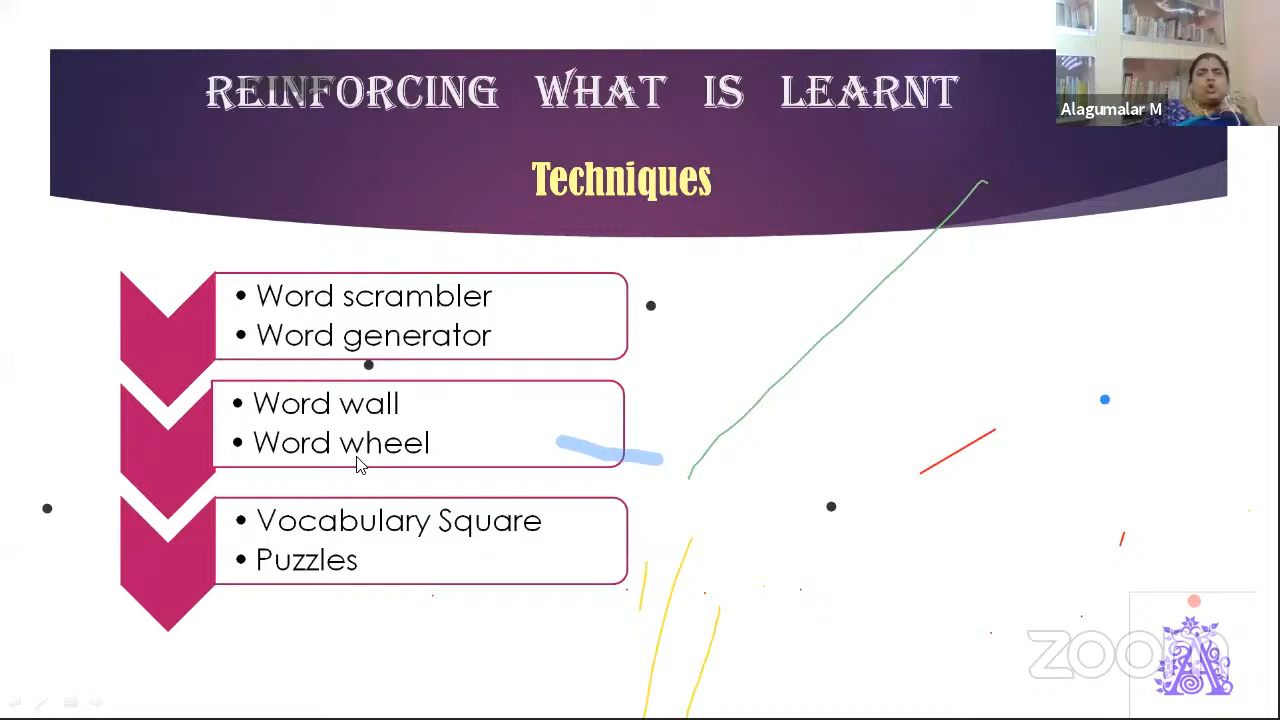 REINFORCING WHAT IS LEARNT
Alagumalar M
Techniques
• Word scrambler
• Word generator
• Word wall
• Word wheel
• Vocabulary Square
• Puzzles
zoom
A